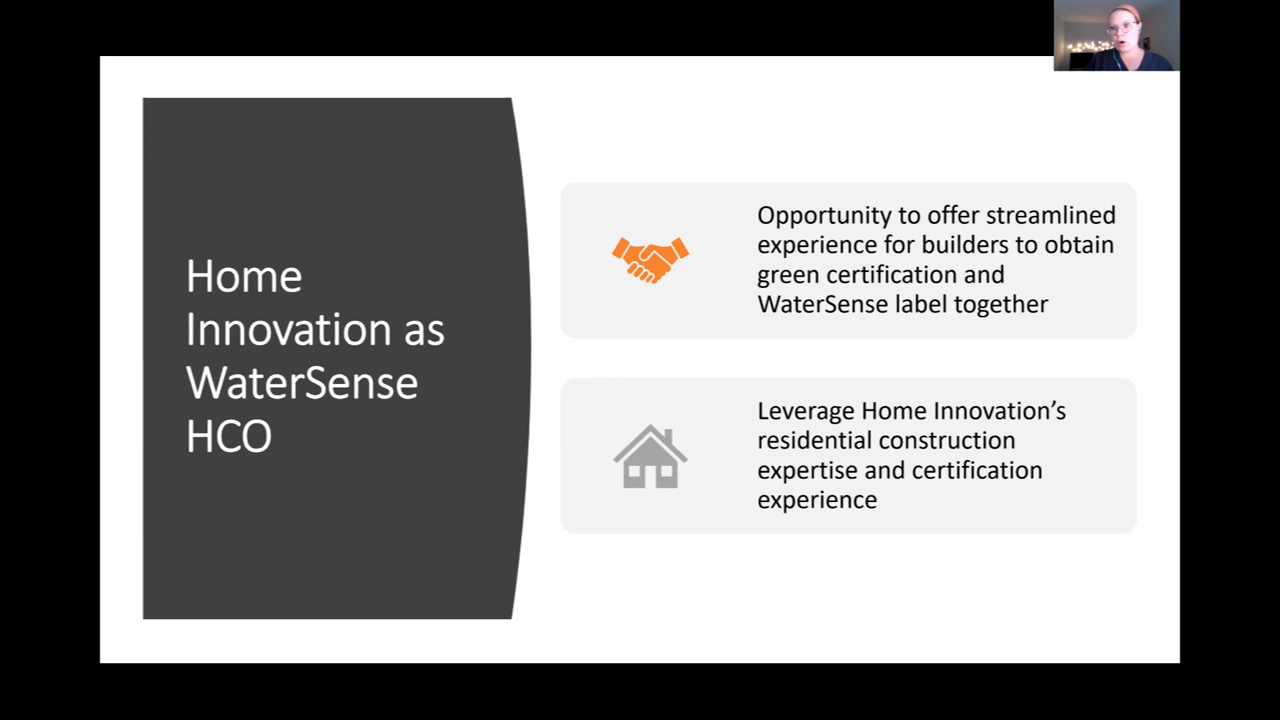 Home
Innovation as
WaterSense
HCO
Opportunity to offer streamlined
experience for builders to obtain
green certification and
WaterSense label together
Leverage Home Innovation’s
residential construction
expertise and certification
experience